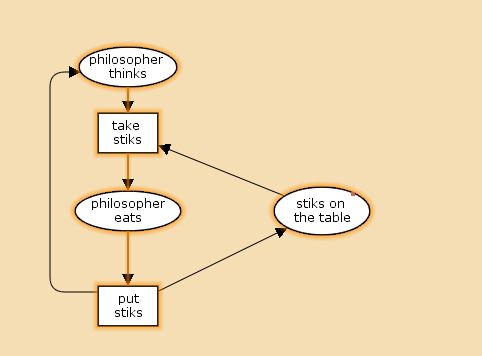 philosopher
thinks
take
stiks
philosopher
eats
stiks on
the table
put
stiks